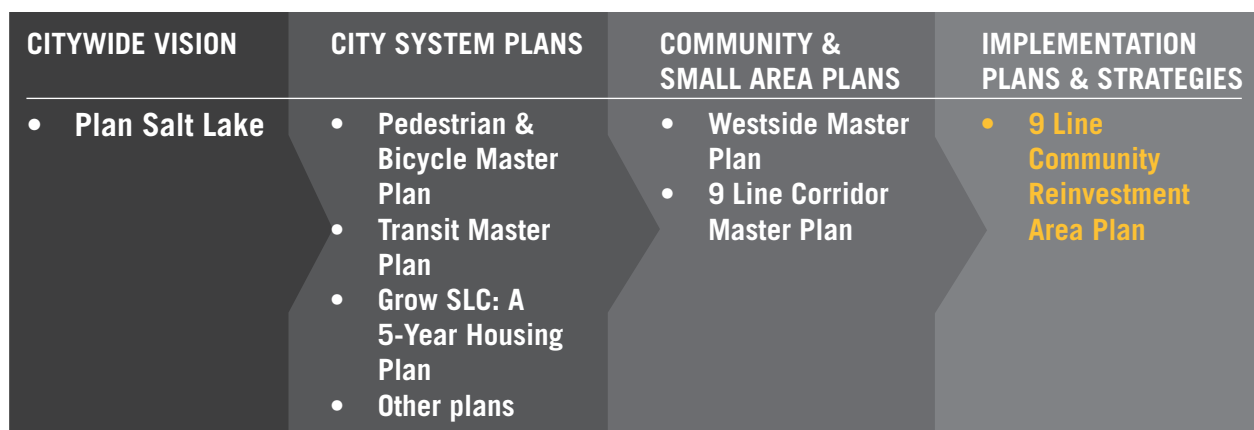 CITYWIDE VISION
• Plan Salt Lake
CITY SYSTEM PLANS
• Pedestrian &
Bicycle Master
Plan
• Transit Master
Plan
• Grow SLC: A
5-Year Housing
Plan
• Other plans
COMMUNITY &
SMALL AREA PLANS
• Westside Master
Plan
• 9 Line Corridor
Master Plan
IMPLEMENTATION
PLANS & STRATEGIES
• 9 Line
Community
Reinvestment
Area Plan